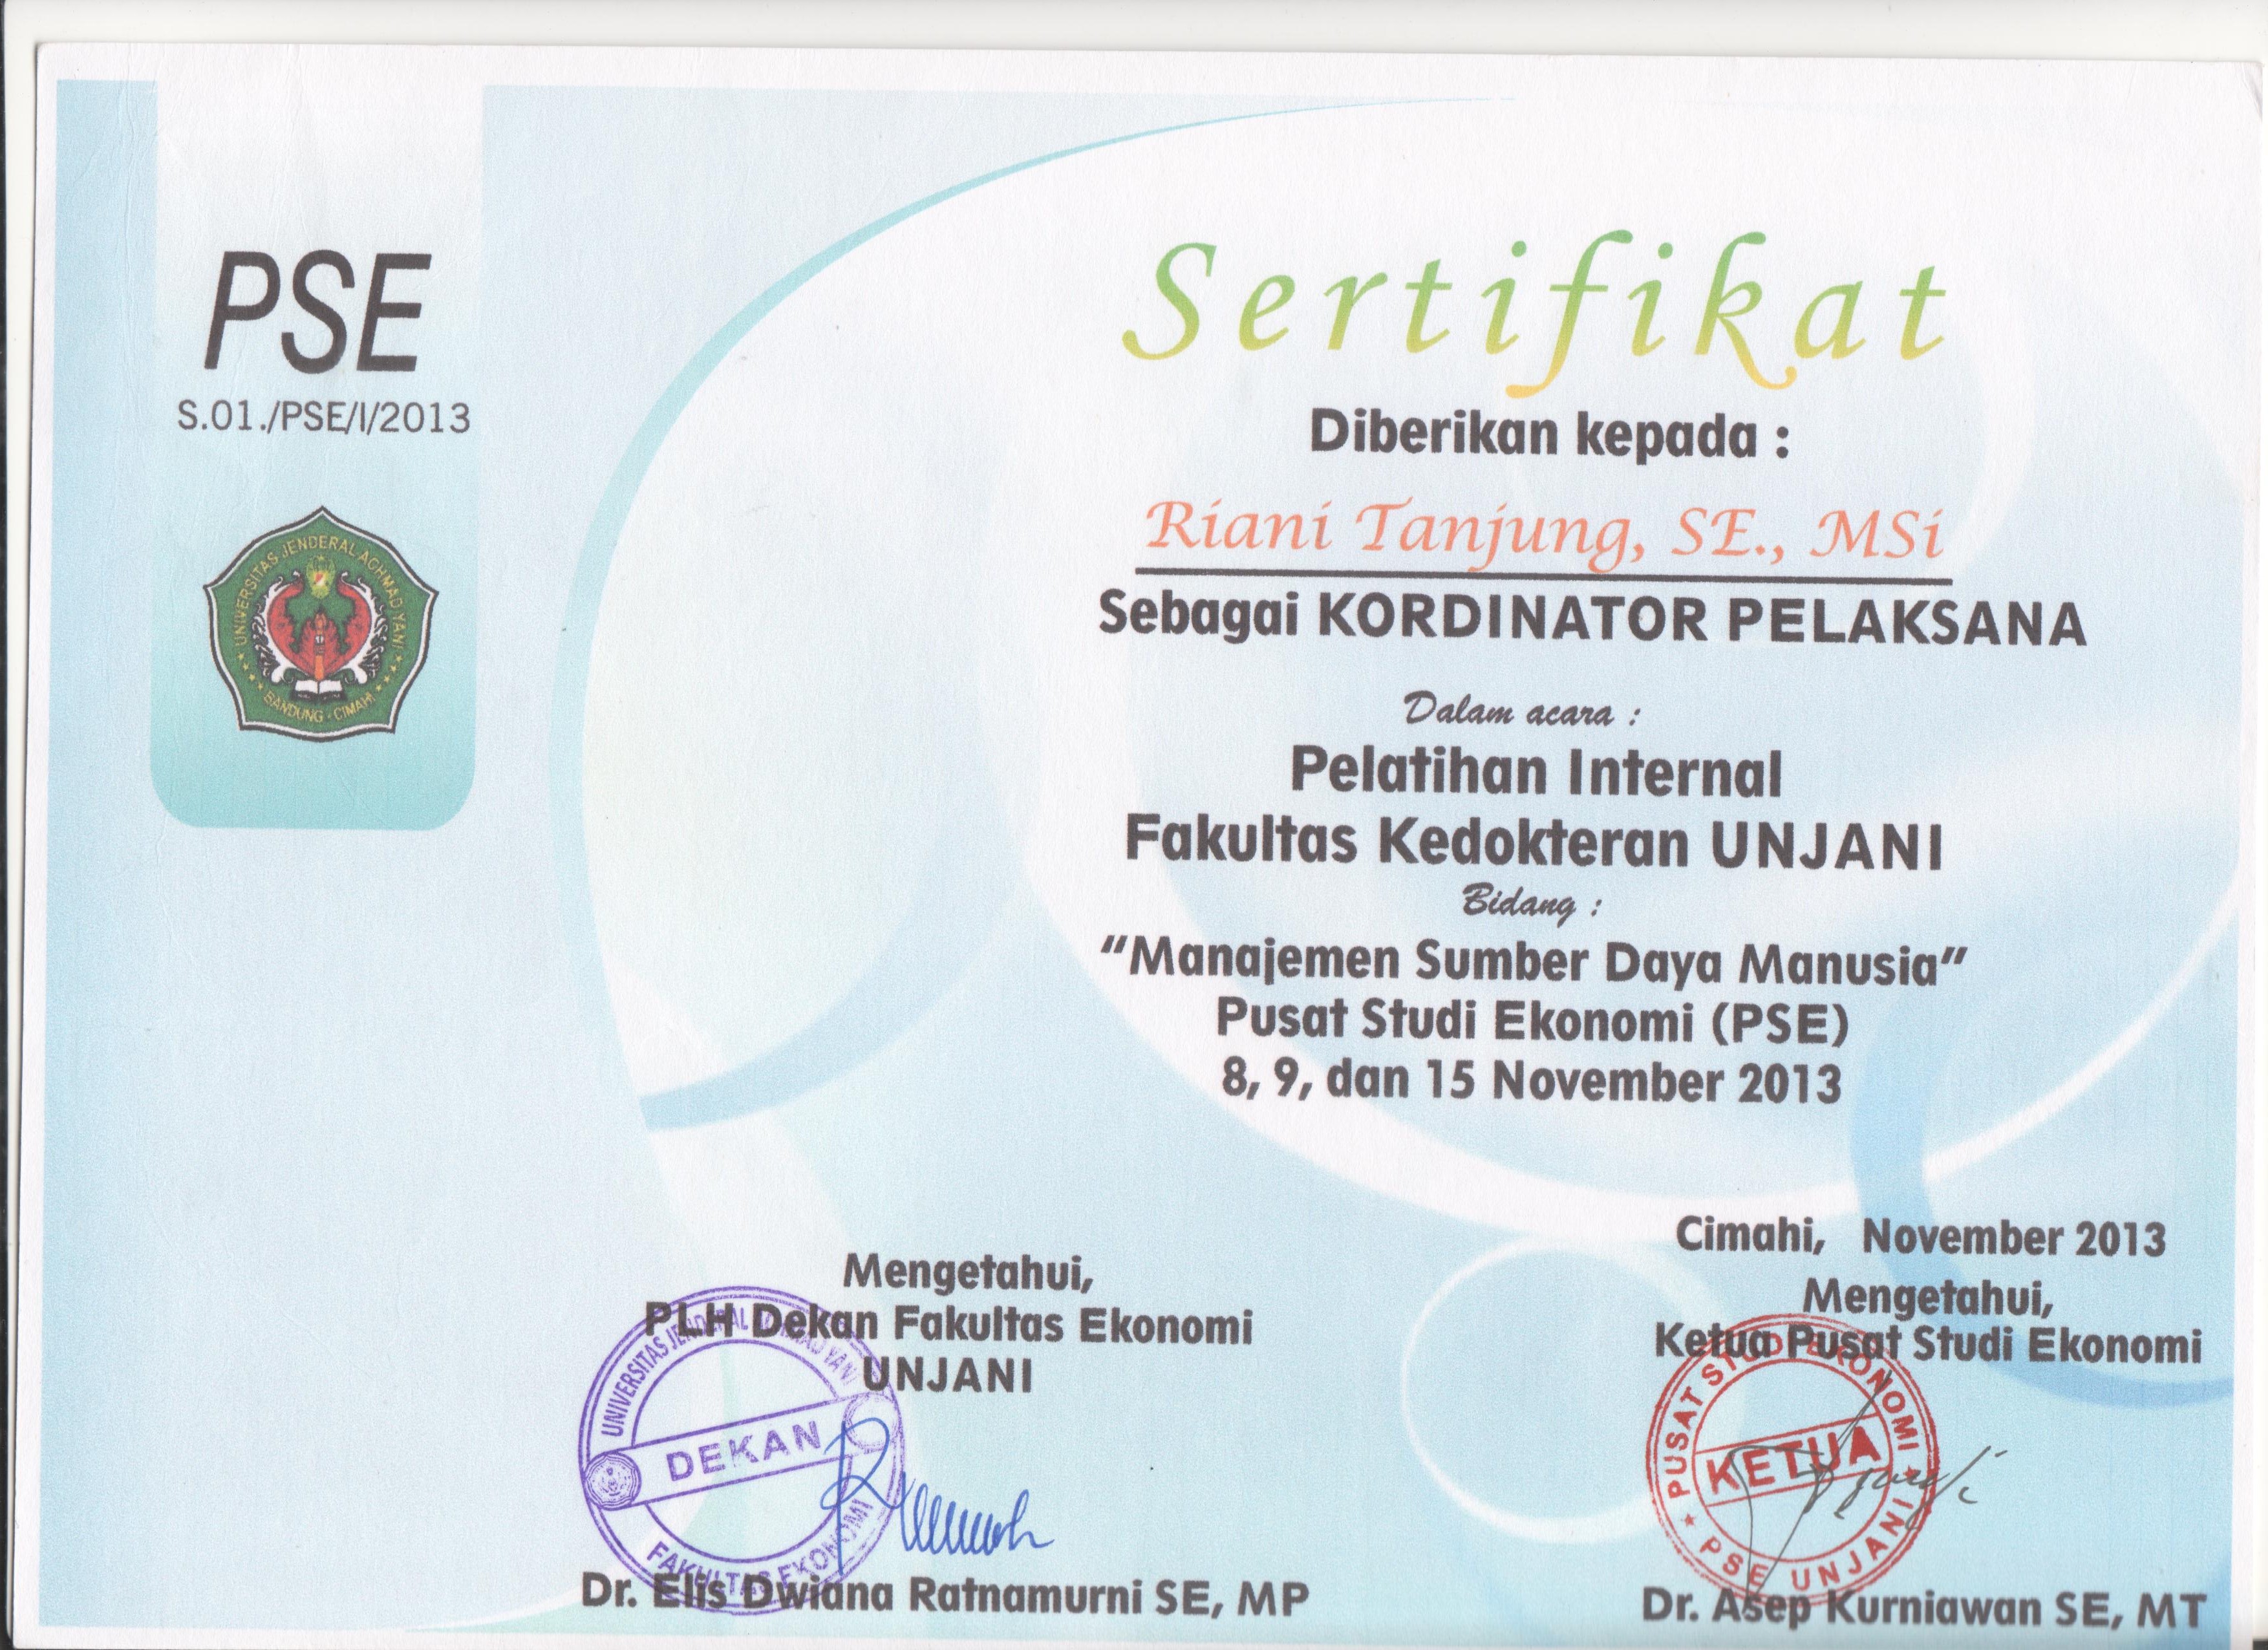 PSE
S.01./PSE/I/2013
UNIVERSITAS JENDERAL ACHMAD YANI
BANDUNG - CIMAHI
Sertifikat
Diberikan kepada :
Riani Tanjung, SE., MSi
Sebagai KORDINATOR PELAKSANA
Dalam acara :
Pelatihan Internal
Fakultas Kedokteran UNJANI
Bidang :
"Manajemen Sumber Daya Manusia"
Pusat Studi Ekonomi (PSE)
8, 9, dan 15 November 2013
Mengetahui,
PLH Dekan Fakultas Ekonomi
UNJANI
UNIVERSITAS JENDERAL YANI
DEKAN
FAKULTAS EKONOMI
Dr. Elis Dwiana Ratnamurni SE, MP
Cimahi, November 2013
Mengetahui,
Ketua Pusat Studi Ekonomi
PUSAT STUDI EKONOMI
KETUA
PSE UNJANI
Dr. Asep Kurniawan SE, MT